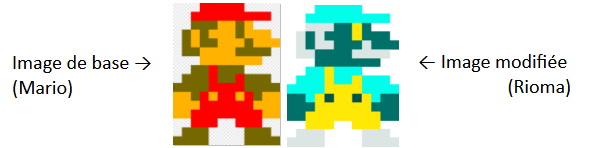 Image de base →
(Mario)
← Image modifiée
(Rioma)